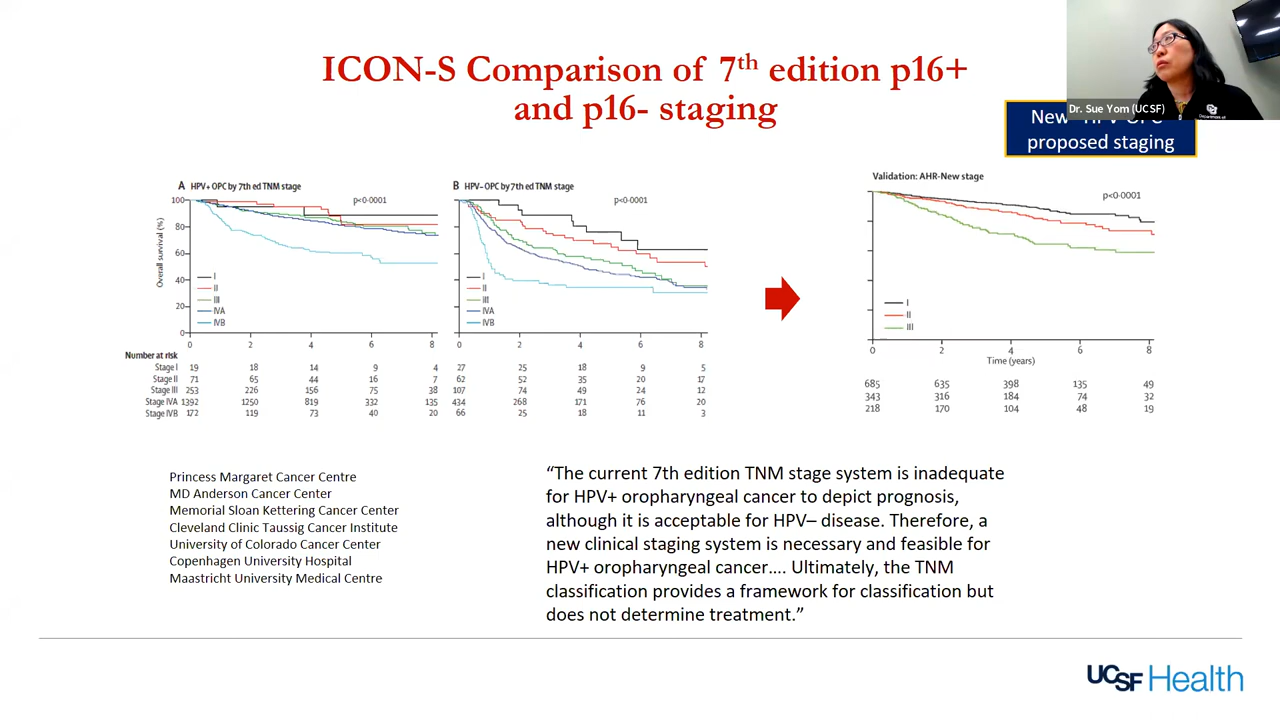 ICON-S Comparison of 7th edition p16+
and p16- staging
Dr. Sue Yom (UCSF)
New
proposed staging
A HPV+ OPC by 7th ed TNM stage
p<0·0001
Overall survival (%)
100
80
60
40
20
0
I
II
III
IVA
IVB
0 2 4 6 8
B HPV– OPC by 7th ed TNM stage
p<0·0001
I
II
III
IVA
IVB
0 2 4 6 8
Number at risk
Stage I 19 18 14 9 4 27 25 18 9 5
Stage II 71 65 44 16 7 62 52 35 20 17
Stage III 253 226 156 75 38 107 74 49 24 12
Stage IVA 1392 1250 819 332 135 434 268 171 76 20
Stage IVB 172 119 73 40 20 66 25 18 11 3
Validation: AHR-New stage
p<0·0001
I
II
III
0 2 4 6 8
Time (years)
685 635 398 135 49
343 316 184 74 32
218 170 104 48 19
Princess Margaret Cancer Centre
MD Anderson Cancer Center
Memorial Sloan Kettering Cancer Center
Cleveland Clinic Taussig Cancer Institute
University of Colorado Cancer Center
Copenhagen University Hospital
Maastricht University Medical Centre
“The current 7th edition TNM stage system is inadequate
for HPV+ oropharyngeal cancer to depict prognosis,
although it is acceptable for HPV– disease. Therefore, a
new clinical staging system is necessary and feasible for
HPV+ oropharyngeal cancer…. Ultimately, the TNM
classification provides a framework for classification but
does not determine treatment.”
UCSF Health